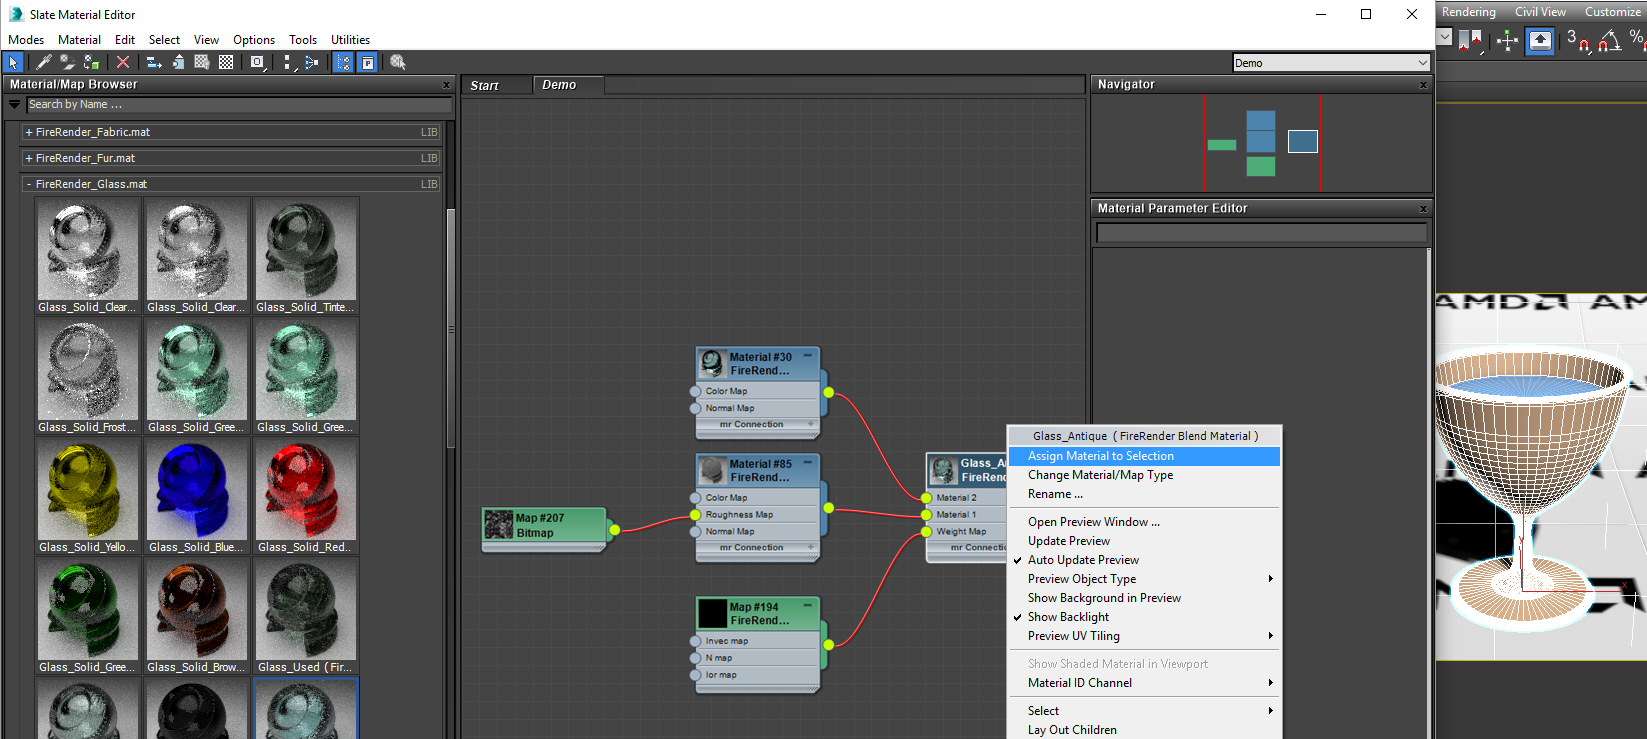 Slate Material Editor
Modes Material Edit Select View Options Tools Utilities
Demo
Material/Map Browser
Search by Name ...
+ FireRender_Fabric.mat LIB
+ FireRender_Fur.mat LIB
- FireRender_Glass.mat LIB
Glass_Solid_Clear... Glass_Solid_Clear... Glass_Solid_Tinte...
Glass_Solid_Frost... Glass_Solid_Gree... Glass_Solid_Gree...
Glass_Solid_Yello... Glass_Solid_Blue... Glass_Solid_Red...
Glass_Solid_Gree... Glass_Solid_Brow... Glass_Used (Fir...
Start Demo
Material #30
FireRend...
Color Map
Normal Map
mr Connection +
Material #85
FireRend...
Color Map
Roughness Map
Normal Map
mr Connection +
Map #207
Bitmap
Map #194
FireRend...
Invec map
N map
Ior map
Glass_An
FireRend
Material 2
Material 1
Weight Map
mr Connectio
Navigator
Material Parameter Editor
Glass_Antique ( FireRender Blend Material )
Assign Material to Selection
Change Material/Map Type
Rename ...
Open Preview Window ...
Update Preview
Auto Update Preview
Preview Object Type
Show Background in Preview
Show Backlight
Preview UV Tiling
Show Shaded Material in Viewport
Material ID Channel
Select
Lay Out Children
Rendering Civil View Customize
3 %
AMD AM
x